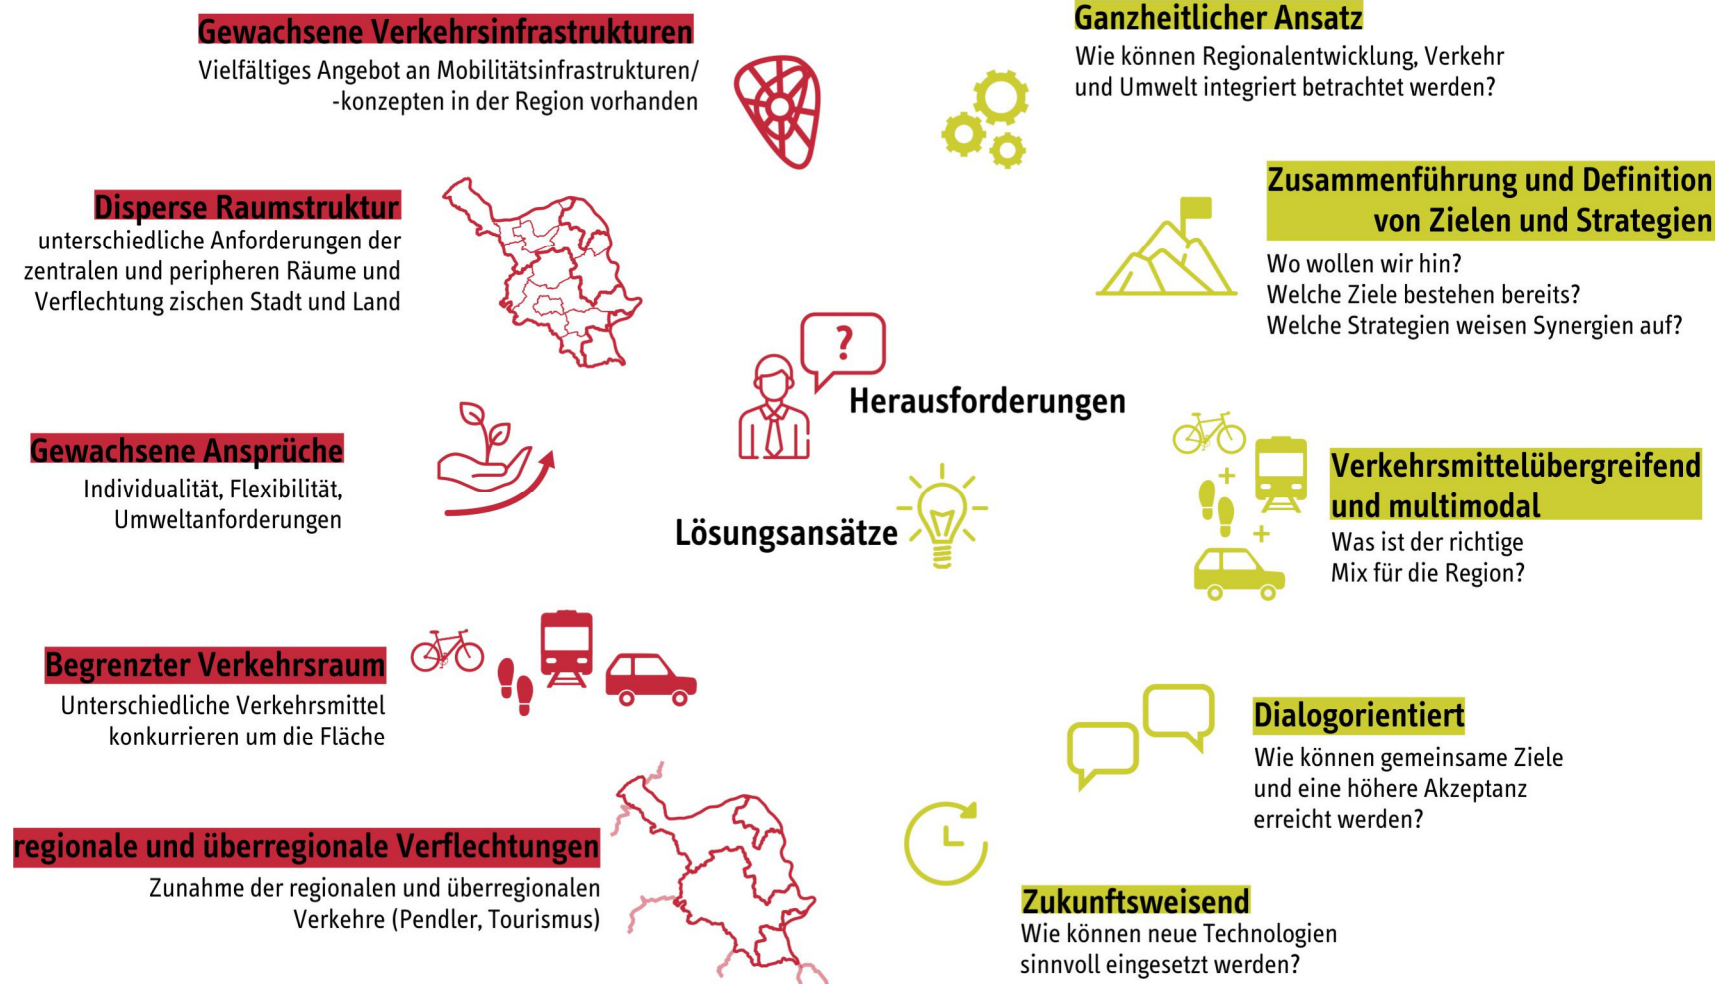 Gewachsene Verkehrsinfrastrukturen
Vielfältiges Angebot an Mobilitätsinfrastrukturen/
-konzepten in der Region vorhanden
Disperse Raumstruktur
unterschiedliche Anforderungen der
zentralen und peripheren Räume und
Verflechtung zischen Stadt und Land
Gewachsene Ansprüche
Individualität, Flexibilität,
Umweltanforderungen
Begrenzter Verkehrsraum
Unterschiedliche Verkehrsmittel
konkurrieren um die Fläche
regionale und überregionale Verflechtungen
Zunahme der regionalen und überregionalen
Verkehre (Pendler, Tourismus)
?
Herausforderungen
Lösungsansätze
Ganzheitlicher Ansatz
Wie können Regionalentwicklung, Verkehr
und Umwelt integriert betrachtet werden?
Zusammenführung und Definition
von Zielen und Strategien
Wo wollen wir hin?
Welche Ziele bestehen bereits?
Welche Strategien weisen Synergien auf?
+
+
Verkehrsmittelübergreifend
und multimodal
Was ist der richtige
Mix für die Region?
Dialogorientiert
Wie können gemeinsame Ziele
und eine höhere Akzeptanz
erreicht werden?
Zukunftsweisend
Wie können neue Technologien
sinnvoll eingesetzt werden?